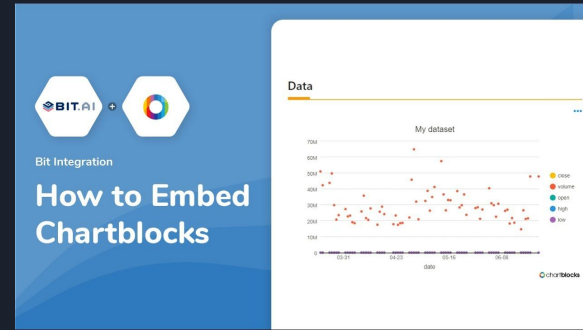 BIT.AI
+
Bit Integration
How to Embed
Chartblocks
Data
My dataset
70M
60M
50M
40M
30M
20M
10M
0
03-31
04-23
05-16
06-08
date
close
volume
open
high
low
chartblocks